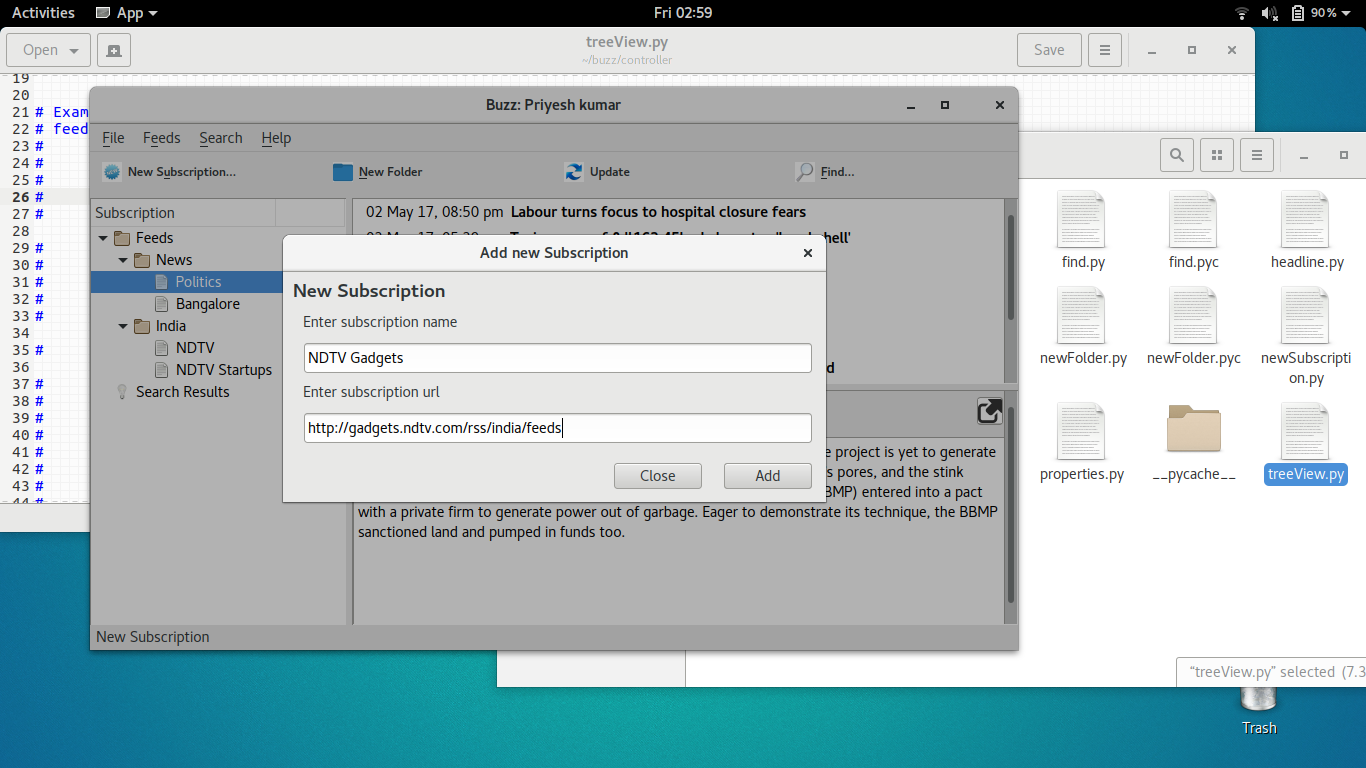 Activities App Fri 02:59 90%
Open treeView.py Save
~/buzz/controller
19
20
21 # Exam
22 # feed
23 #
24 #
25 #
26 #
27 #
28
29 #
30 #
31 #
32 #
33 #
34
35 #
36
37 #
38 #
39 #
40 #
41 #
42 #
43 #
44 #
Buzz: Priyesh kumar
File Feeds Search Help
New Subscription... New Folder Update Find...
Subscription
Feeds
News
Politics
Bangalore
India
NDTV
NDTV Startups
Search Results
02 May 17, 08:50 pm Labour turns focus to hospital closure fears
Add new Subscription
New Subscription
Enter subscription name
NDTV Gadgets
Enter subscription url
http://gadgets.ndtv.com/rss/india/feeds
Close Add
e project is yet to generate
s pores, and the stink
BMP) entered into a pact
with a private firm to generate power out of garbage. Eager to demonstrate its technique, the BBMP
sanctioned land and pumped in funds too.
New Subscription
find.py find.pyc headline.py
newFolder.py newFolder.pyc newSubscripti
on.py
properties.py __pycache__ treeView.py
"treeView.py" selected (7.3
Trash